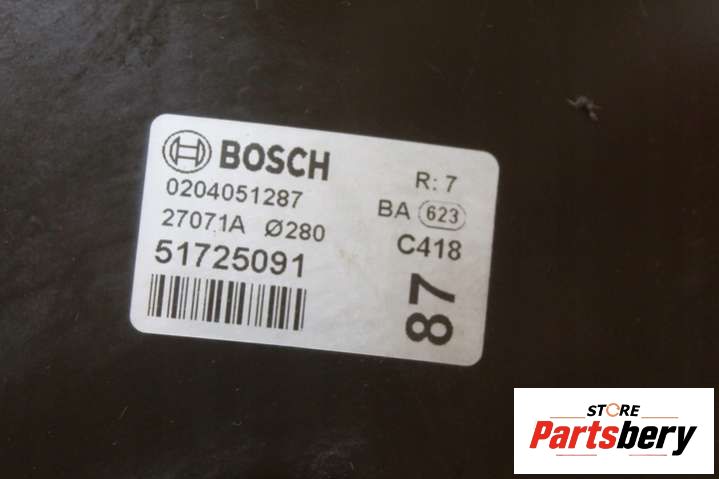 BOSCH
0204051287
27071A Ø280
51725091
R: 7
BA 623
C418
87
STORE
Partsbery